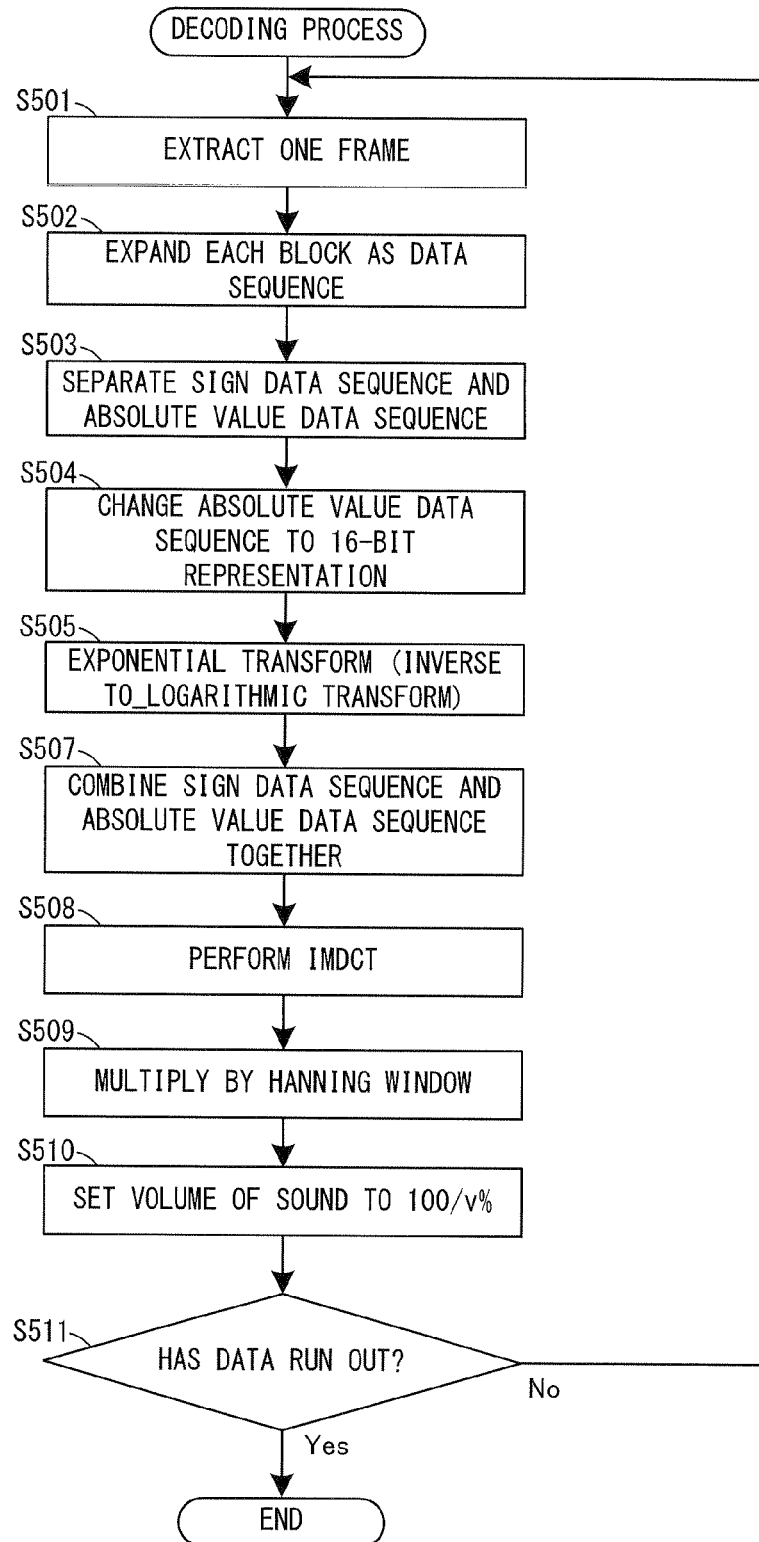 DECODING PROCESS
S501
EXTRACT ONE FRAME
S502
EXPAND EACH BLOCK AS DATA
SEQUENCE
S503
SEPARATE SIGN DATA SEQUENCE AND
ABSOLUTE VALUE DATA SEQUENCE
S504
CHANGE ABSOLUTE VALUE DATA
SEQUENCE TO 16-BIT
REPRESENTATION
S505
EXPONENTIAL TRANSFORM (INVERSE
TO_LOGARITHMIC TRANSFORM)
S507
COMBINE SIGN DATA SEQUENCE AND
ABSOLUTE VALUE DATA SEQUENCE
TOGETHER
S508
PERFORM IMDCT
S509
MULTIPLY BY HANNING WINDOW
S510
SET VOLUME OF SOUND TO 100/v%
S511
HAS DATA RUN OUT?
No
Yes
END